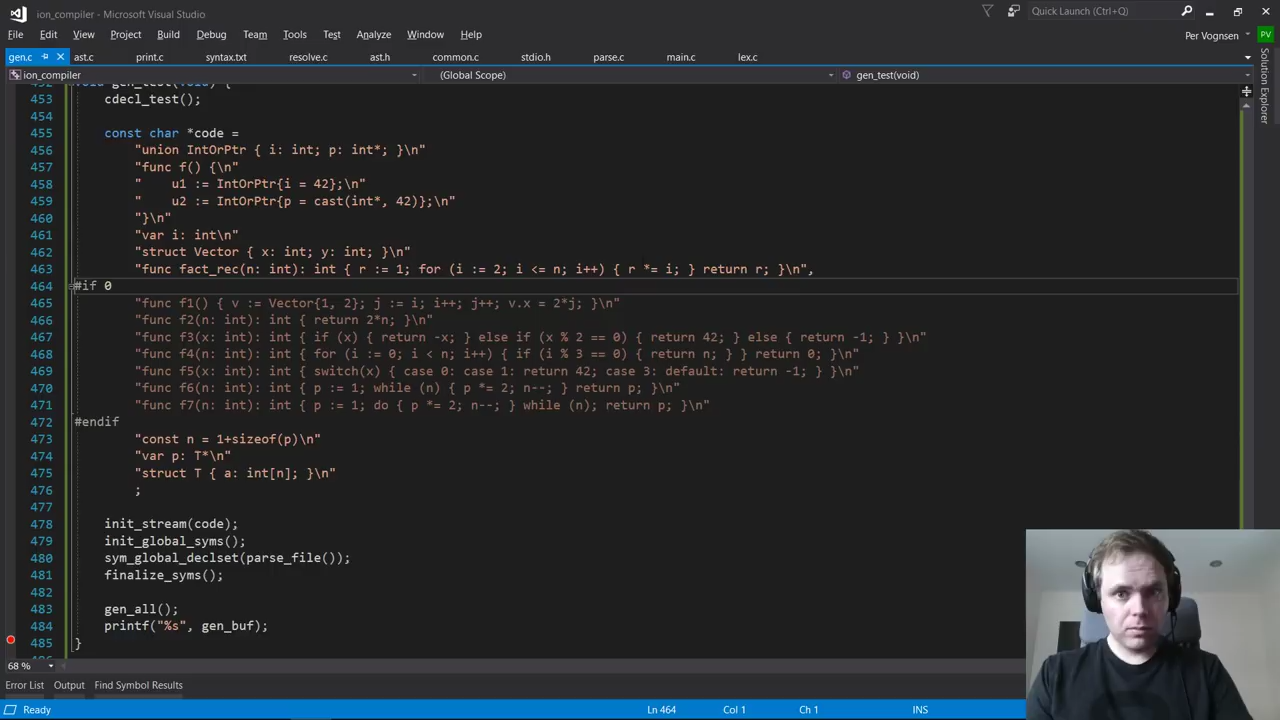 ion_compiler - Microsoft Visual Studio
Quick Launch (Ctrl+Q)
File Edit View Project Build Debug Team Tools Test Analyze Window Help
Per Vognsen PV
gen.c ast.c print.c syntax.txt resolve.c ast.h common.c stdio.h parse.c main.c lex.c
ion_compiler (Global Scope) gen_test(void)
Solution Explorer
452 void gen_test(void) {
453 cdecl_test();
454
455 const char *code =
456 "union IntOrPtr { i: int; p: int*; }\n"
457 "func f() {\n"
458 "    u1 := IntOrPtr{i = 42};\n"
459 "    u2 := IntOrPtr{p = cast(int*, 42)};\n"
460 "}\n"
461 "var i: int\n"
462 "struct Vector { x: int; y: int; }\n"
463 "func fact_rec(n: int): int { r := 1; for (i := 2; i <= n; i++) { r *= i; } return r; }\n",
464 #if 0
465 "func f1() { v := Vector{1, 2}; j := i; i++; j++; v.x = 2*j; }\n"
466 "func f2(n: int): int { return 2*n; }\n"
467 "func f3(x: int): int { if (x) { return -x; } else if (x % 2 == 0) { return 42; } else { return -1; } }\n"
468 "func f4(n: int): int { for (i := 0; i < n; i++) { if (i % 3 == 0) { return n; } } return 0; }\n"
469 "func f5(x: int): int { switch(x) { case 0: case 1: return 42; case 3: default: return -1; } }\n"
470 "func f6(n: int): int { p := 1; while (n) { p *= 2; n--; } return p; }\n"
471 "func f7(n: int): int { p := 1; do { p *= 2; n--; } while (n); return p; }\n"
472 #endif
473 "const n = 1+sizeof(p)\n"
474 "var p: T*\n"
475 "struct T { a: int[n]; }\n"
476 ;
477
478 init_stream(code);
479 init_global_syms();
480 sym_global_declset(parse_file());
481 finalize_syms();
482
483 gen_all();
484 printf("%s", gen_buf);
485 }
68 %
Error List Output Find Symbol Results
Ready Ln 464 Col 1 Ch 1 INS